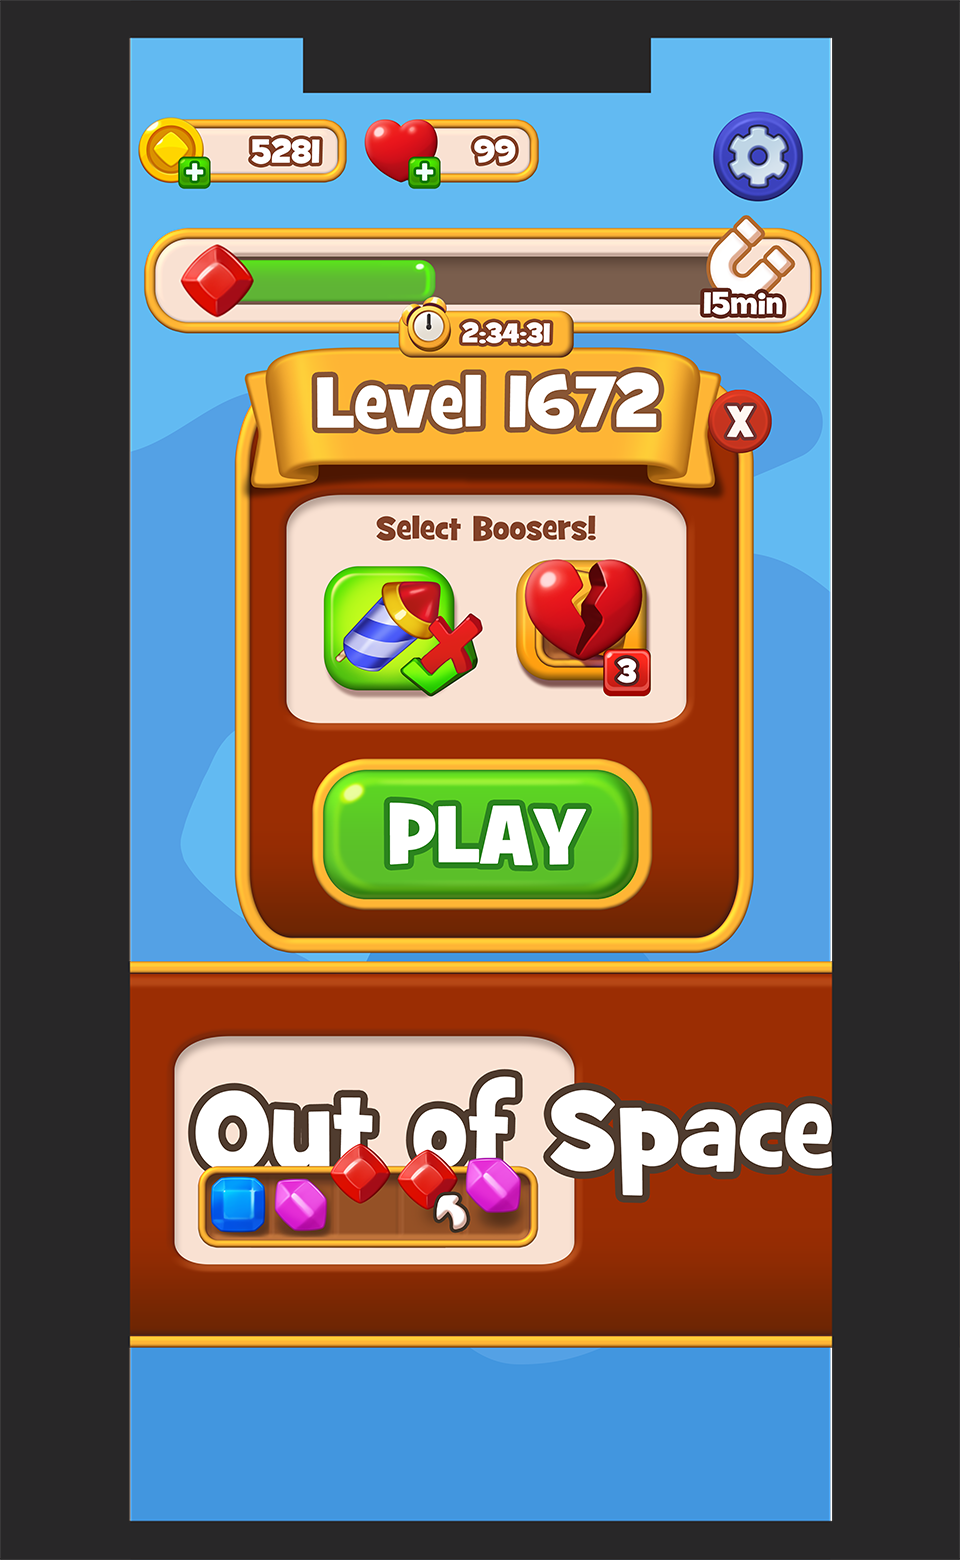 5281
99
15min
2:34:31
Level 1672
X
Select Boosers!
3
PLAY
Out of Space